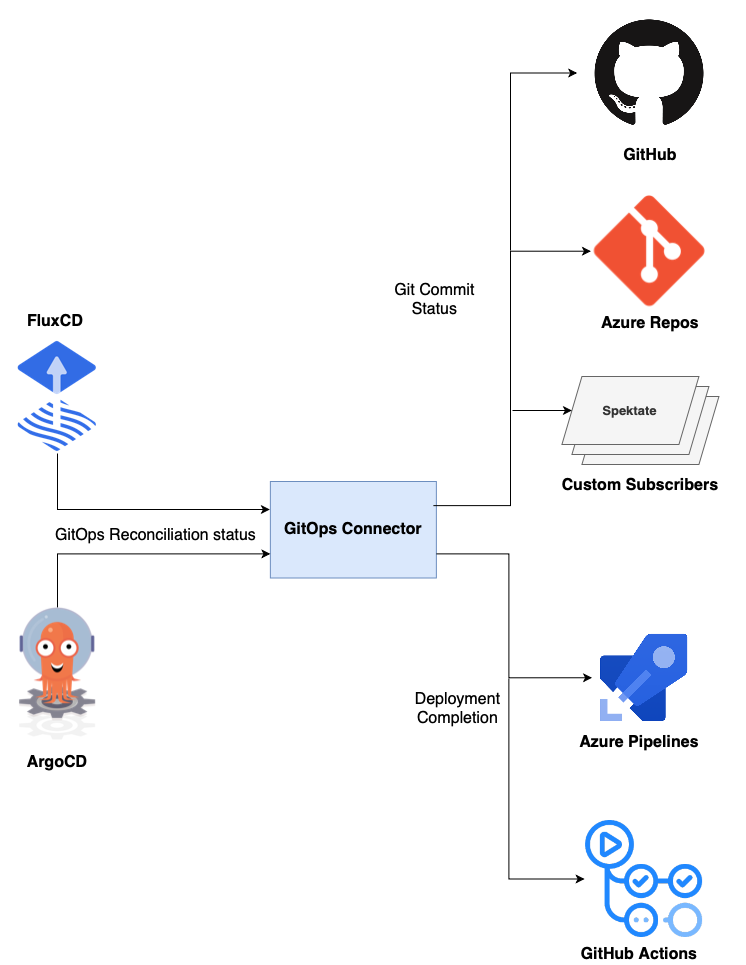 GitHub
Azure Repos
Git Commit
Status
FluxCD
Spektate
Custom Subscribers
GitOps Reconciliation status
GitOps Connector
ArgoCD
Deployment
Completion
Azure Pipelines
GitHub Actions